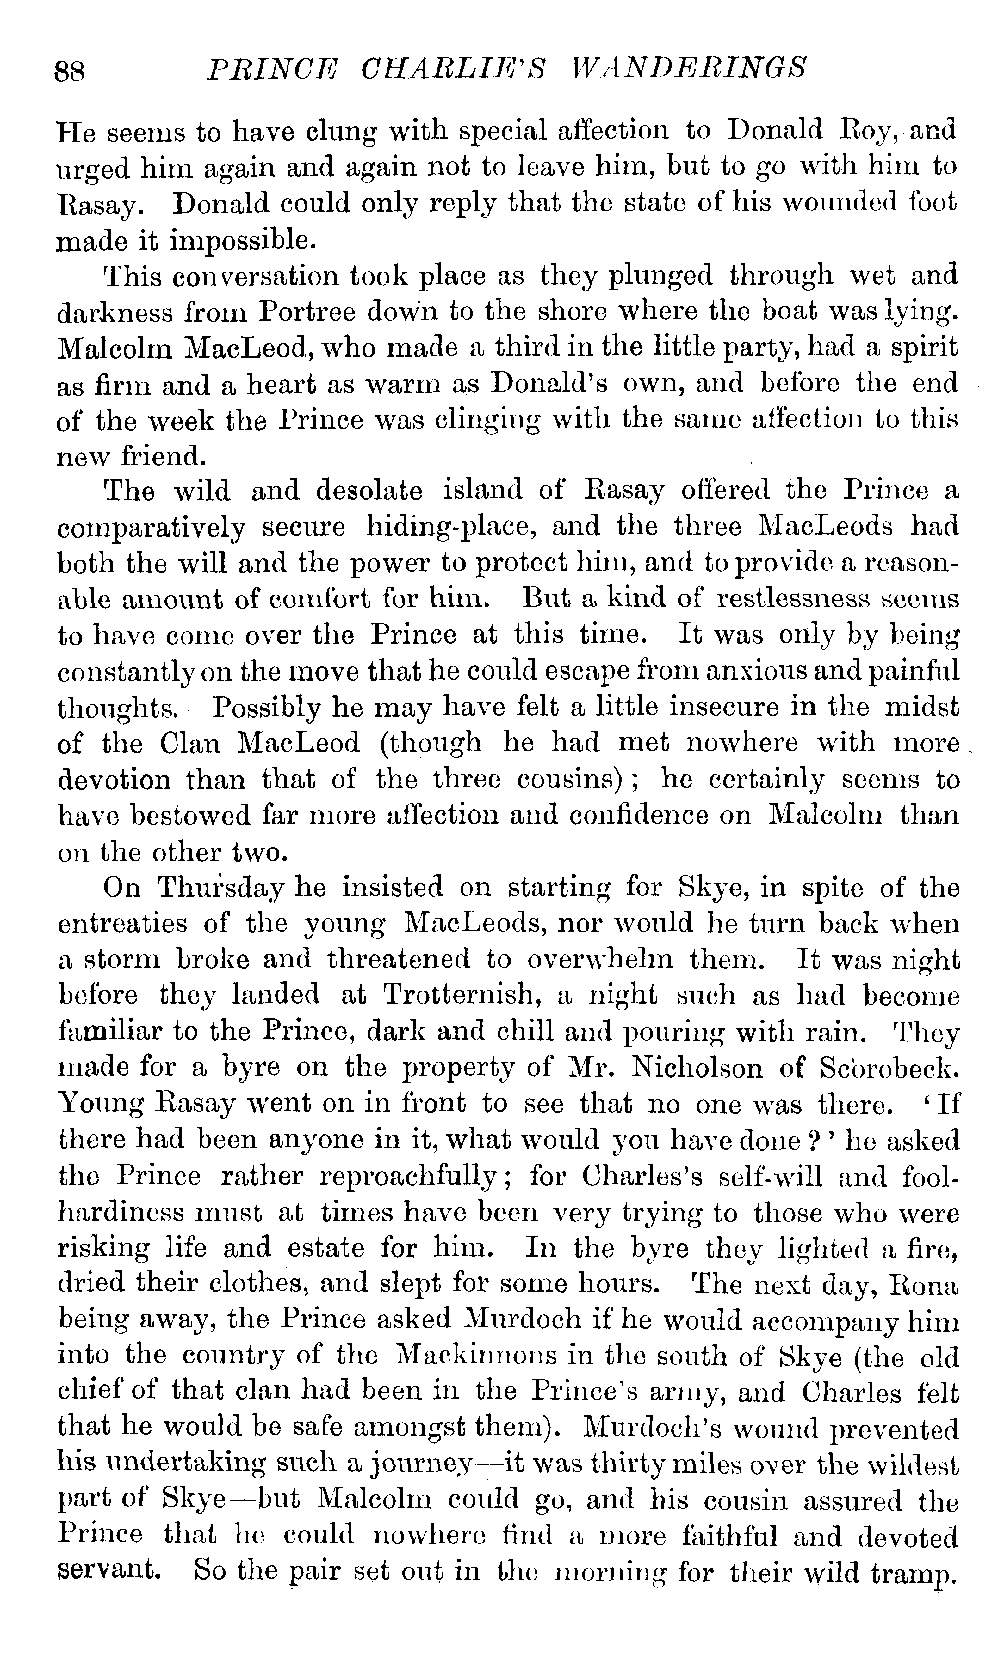 88 PRINCE CHARLIE'S WANDERINGS
He seems to have clung with special affection to Donald Roy, and
urged him again and again not to leave him, but to go with him to
Rasay. Donald could only reply that the state of his wounded foot
made it impossible.
This conversation took place as they plunged through wet and
darkness from Portree down to the shore where the boat was lying.
Malcolm MacLeod, who made a third in the little party, had a spirit
as firm and a heart as warm as Donald's own, and before the end
of the week the Prince was clinging with the same affection to this
new friend.
The wild and desolate island of Rasay offered the Prince a
comparatively secure hiding-place, and the three MacLeods had
both the will and the power to protect him, and to provide a reason-
able amount of comfort for him. But a kind of restlessness seems
to have come over the Prince at this time. It was only by being
constantly on the move that he could escape from anxious and painful
thoughts. Possibly he may have felt a little insecure in the midst
of the Clan MacLeod (though he had met nowhere with more
devotion than that of the three cousins); he certainly seems to
have bestowed far more affection and confidence on Malcolm than
on the other two.
On Thursday he insisted on starting for Skye, in spite of the
entreaties of the young MacLeods, nor would he turn back when
a storm broke and threatened to overwhelm them. It was night
before they landed at Trotternish, a night such as had become
familiar to the Prince, dark and chill and pouring with rain. They
made for a byre on the property of Mr. Nicholson of Scorobeck.
Young Rasay went on in front to see that no one was there. 'If
there had been anyone in it, what would you have done?' he asked
the Prince rather reproachfully; for Charles's self-will and fool-
hardiness must at times have been very trying to those who were
risking life and estate for him. In the byre they lighted a fire,
dried their clothes, and slept for some hours. The next day, Rona
being away, the Prince asked Murdoch if he would accompany him
into the country of the Mackinnons in the south of Skye (the old
chief of that clan had been in the Prince's army, and Charles felt
that he would be safe amongst them). Murdoch's wound prevented
his undertaking such a journey—it was thirty miles over the wildest
part of Skye—but Malcolm could go, and his cousin assured the
Prince that he could nowhere find a more faithful and devoted
servant. So the pair set out in the morning for their wild tramp.